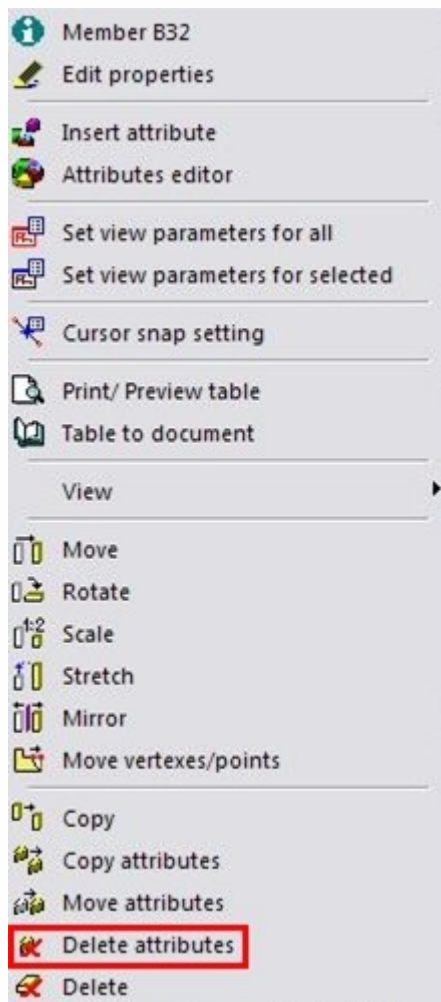 Member B32
Edit properties
Insert attribute
Attributes editor
Set view parameters for all
Set view parameters for selected
Cursor snap setting
Print/ Preview table
Table to document
View
Move
Rotate
1:2 Scale
Stretch
Mirror
Move vertexes/points
Copy
Copy attributes
Move attributes
Delete attributes
Delete